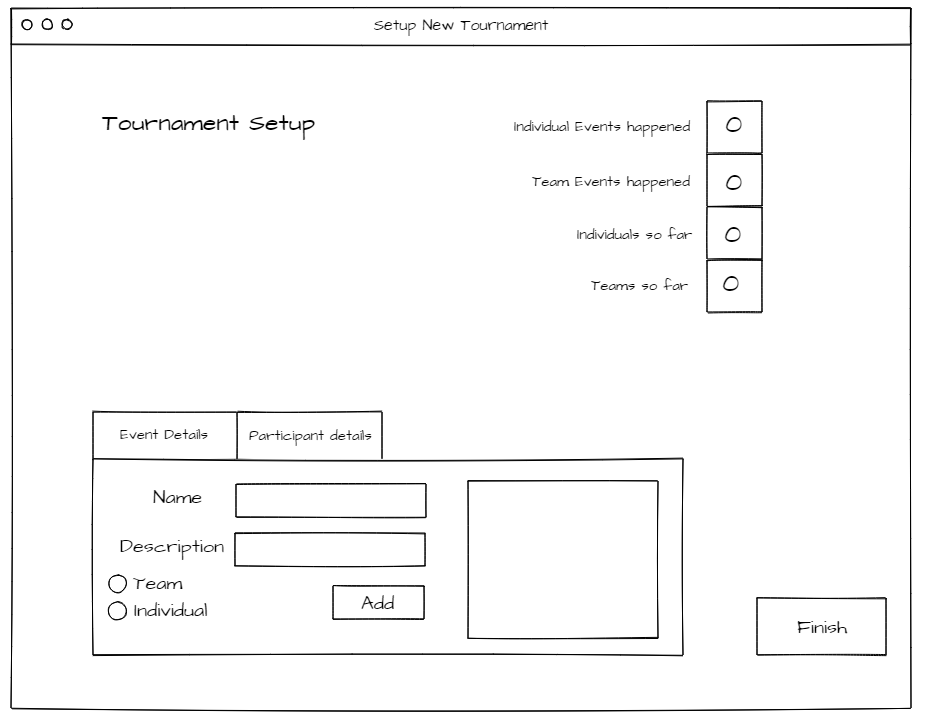 Setup New Tournament
Tournament Setup
Individual Events happened 0
Team Events happened 0
Individuals so far 0
Teams so far 0
Event Details Participant details
Name
Description
Team
Individual
Add
Finish